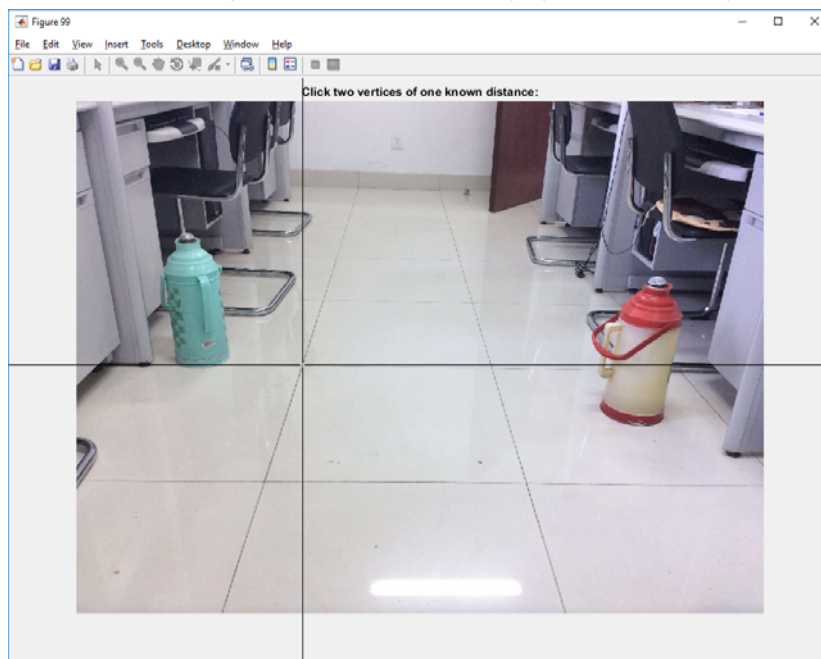 Figure 99
File Edit View Insert Tools Desktop Window Help
Click two vertices of one known distance: